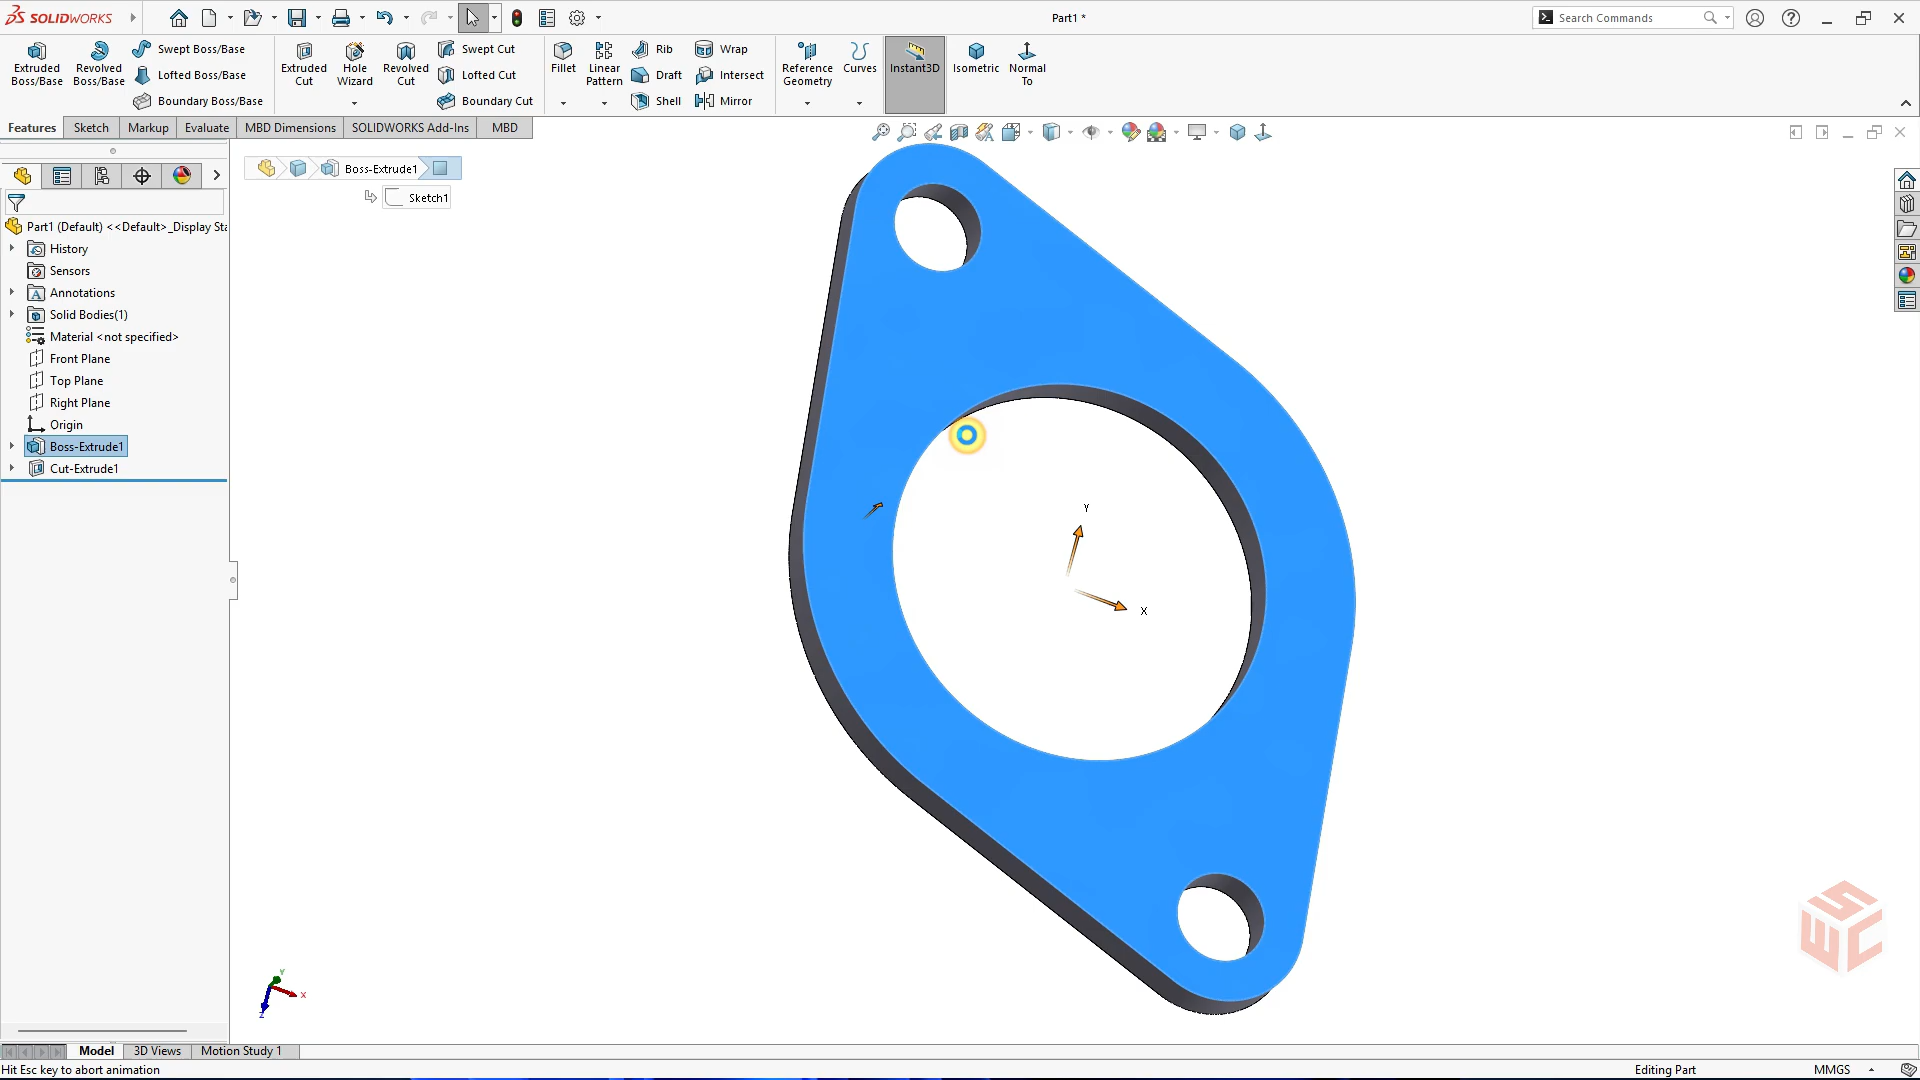 SOLIDWORKS
Part1 *
Search Commands
Extruded Boss/Base
Revolved Boss/Base
Swept Boss/Base
Lofted Boss/Base
Boundary Boss/Base
Extruded Cut
Hole Wizard
Revolved Cut
Swept Cut
Lofted Cut
Boundary Cut
Fillet
Linear Pattern
Rib
Draft
Shell
Wrap
Intersect
Mirror
Reference Geometry
Curves
Instant3D
Isometric
Normal To
Features
Sketch
Markup
Evaluate
MBD Dimensions
SOLIDWORKS Add-Ins
MBD
Boss-Extrude1
Sketch1
Part1 (Default) <<Default>_Display Sta
History
Sensors
Annotations
Solid Bodies(1)
Material <not specified>
Front Plane
Top Plane
Right Plane
Origin
Boss-Extrude1
Cut-Extrude1
Y
X
Y
X
Z
SWC
Model
3D Views
Motion Study 1
Hit Esc key to abort animation
Editing Part
MMGS